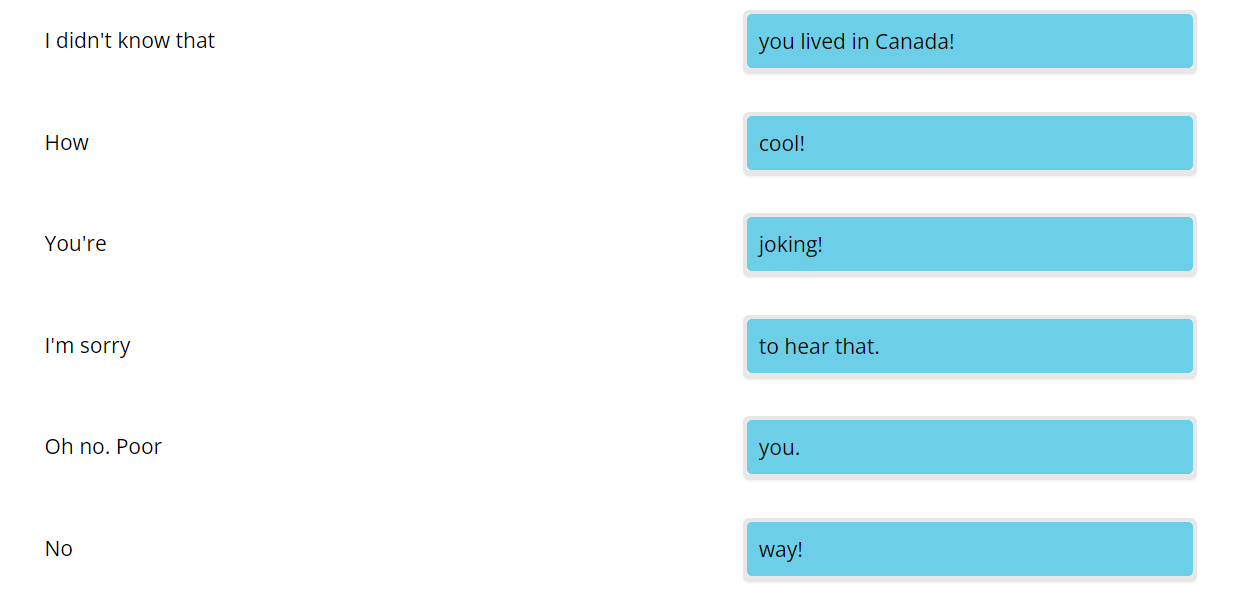 I didn't know that you lived in Canada!
How cool!
You're joking!
I'm sorry to hear that.
Oh no. Poor you.
No way!